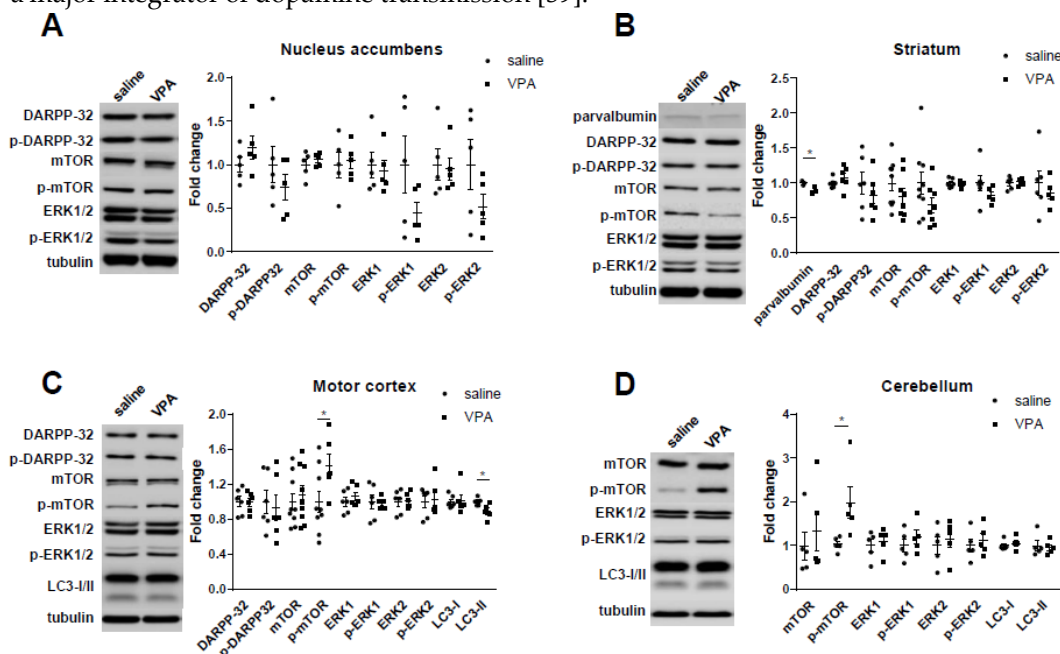 a major integrator of dopamine transmission [39].
A
Nucleus accumbens
saline
VPA
saline
VPA
DARPP-32
p-DARPP-32
mTOR
p-mTOR
ERK1/2
p-ERK1/2
tubulin
Fold change
2.0
1.5
1.0
0.5
0.0
DARPP-32
p-DARPP32
mTOR
p-mTOR
ERK1
p-ERK1
ERK2
p-ERK2
B
Striatum
saline
VPA
saline
VPA
parvalbumin
DARPP-32
p-DARPP-32
mTOR
p-mTOR
ERK1/2
p-ERK1/2
tubulin
Fold change
2.5
2.0
1.5
1.0
0.5
0.0
*
parvalbumin
DARPP-32
p-DARPP32
mTOR
p-mTOR
ERK1
p-ERK1
ERK2
p-ERK2
C
Motor cortex
saline
VPA
saline
VPA
DARPP-32
p-DARPP-32
mTOR
p-mTOR
ERK1/2
p-ERK1/2
LC3-I/II
tubulin
Fold change
2.0
1.6
1.2
0.8
0.4
0.0
*
*
DARPP-32
p-DARPP32
mTOR
p-mTOR
ERK1
p-ERK1
ERK2
p-ERK2
LC3-I
LC3-II
D
Cerebellum
saline
VPA
saline
VPA
mTOR
p-mTOR
ERK1/2
p-ERK1/2
LC3-I/II
tubulin
Fold change
4
3
2
1
0
*
mTOR
p-mTOR
ERK1
p-ERK1
ERK2
p-ERK2
LC3-I
LC3-II